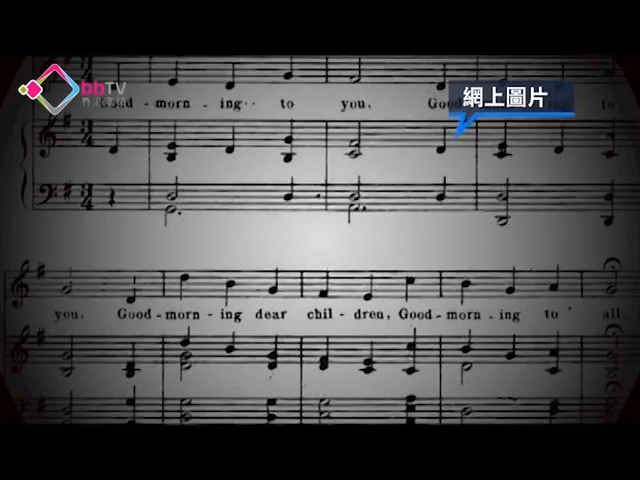 bbTV
網上圖片
Good-morn-ing to you. Good
to
you. Good-morn-ing dear chil-dren, Good-morn-ing to all.